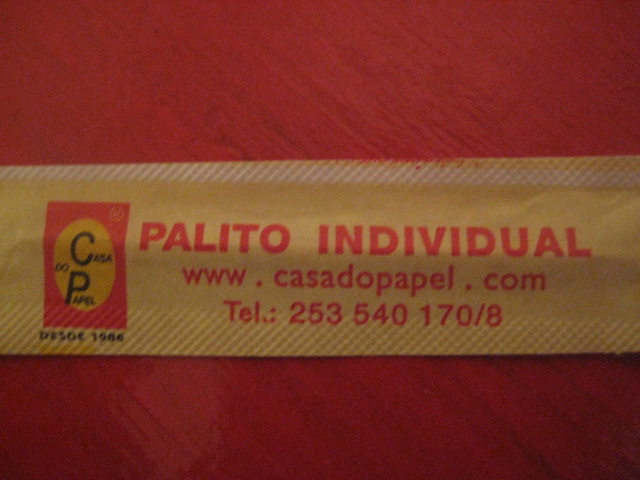 CASA
DO
PAPEL
DESDE 1986
PALITO INDIVIDUAL
www . casadopapel . com
Tel.: 253 540 170/8